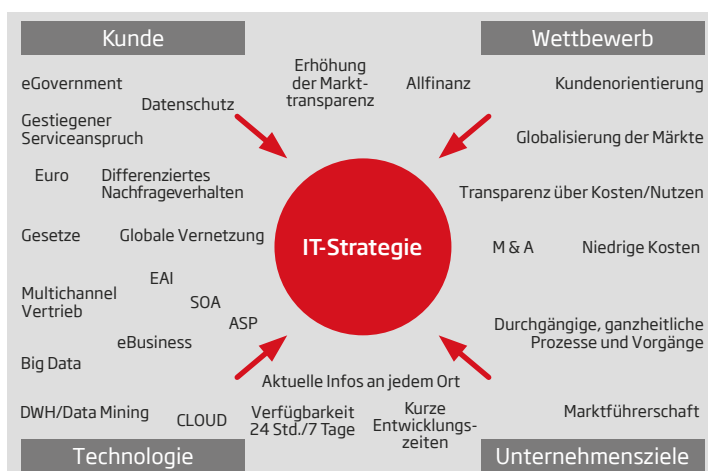 Kunde
Wettbewerb
eGovernment
Datenschutz
Erhöhung
der Markt-
transparenz
Allfinanz
Kundenorientierung
Gestiegener
Serviceanspruch
Globalisierung der Märkte
Euro
Differenziertes
Nachfrageverhalten
Transparenz über Kosten/Nutzen
Gesetze
Globale Vernetzung
IT-Strategie
M & A
Niedrige Kosten
EAI
Multichannel
Vertrieb
SOA
ASP
eBusiness
Durchgängige, ganzheitliche
Prozesse und Vorgänge
Big Data
Aktuelle Infos an jedem Ort
DWH/Data Mining
CLOUD
Verfügbarkeit
24 Std./7 Tage
Kurze
Entwicklungs-
zeiten
Marktführerschaft
Technologie
Unternehmensziele